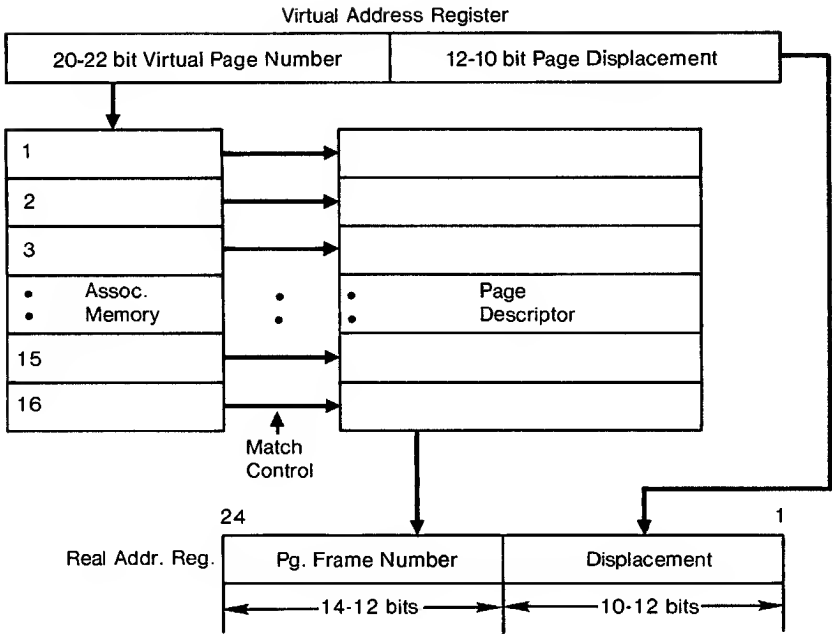 Virtual Address Register
20-22 bit Virtual Page Number
12-10 bit Page Displacement
1
2
3
Assoc.
Memory
Page
Descriptor
15
16
Match
Control
24
1
Real Addr. Reg.
Pg. Frame Number
Displacement
14-12 bits
10-12 bits